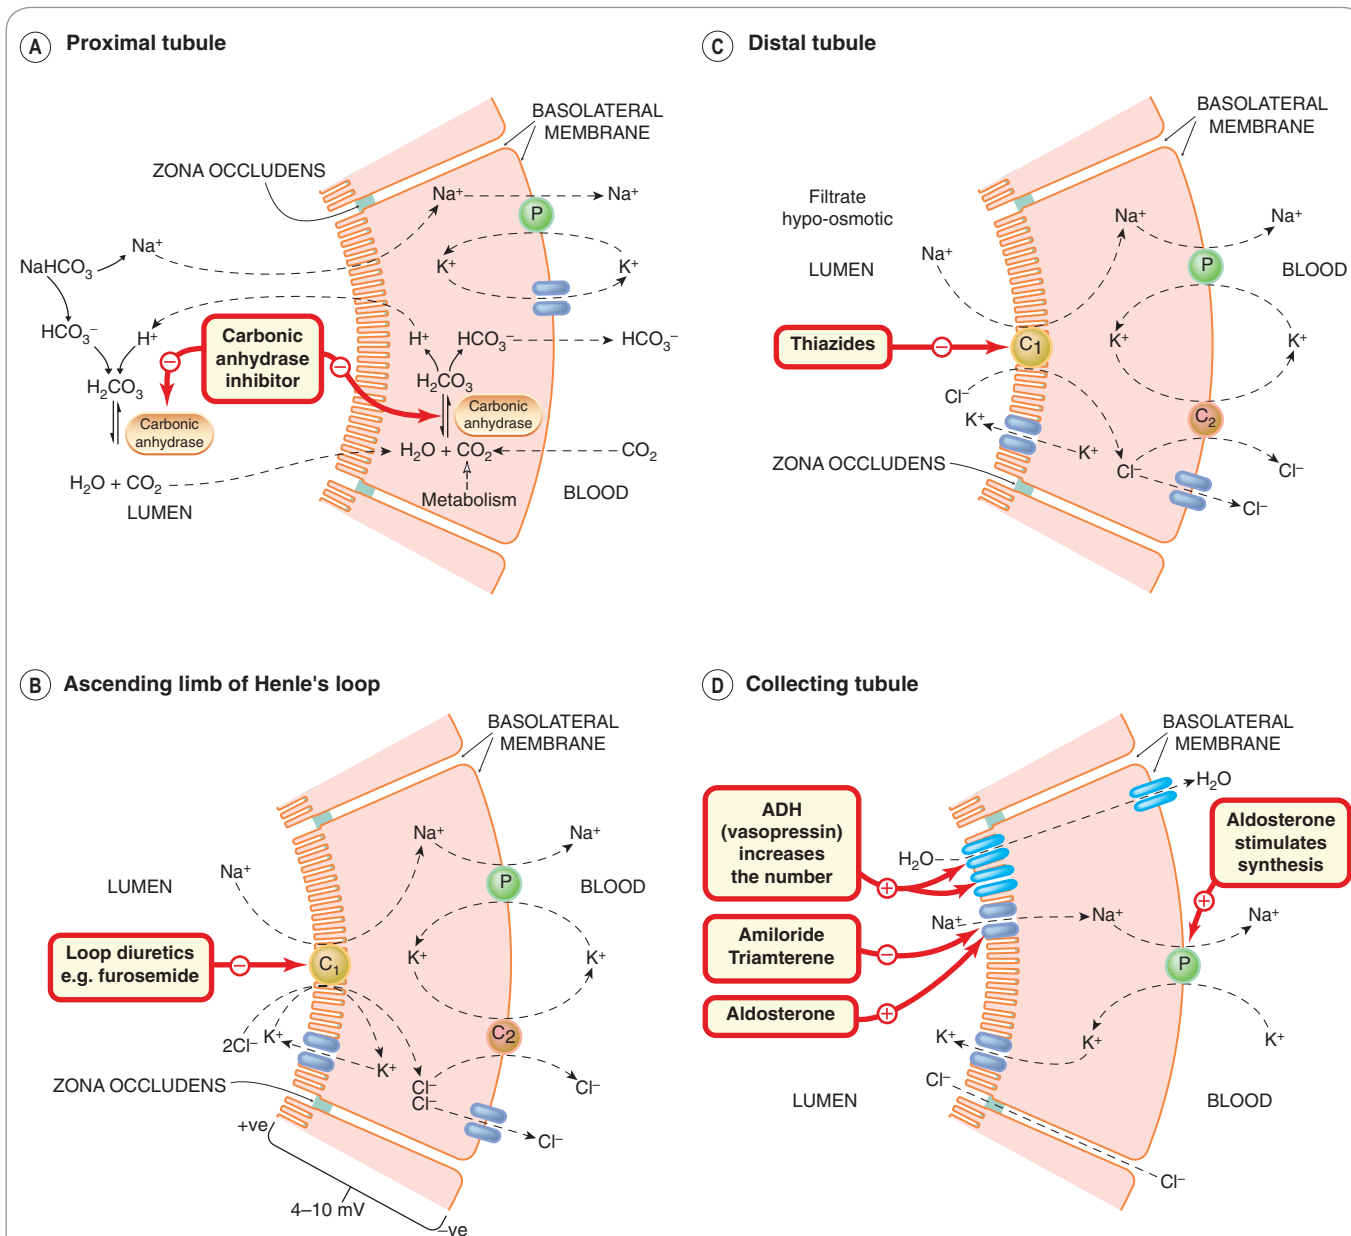 A Proximal tubule
BASOLATERAL
MEMBRANE
ZONA OCCLUDENS
Na⁺
Na⁺
P
Na⁺
NaHCO₃
K⁺
K⁺
HCO₃⁻
H⁺
Carbonic
anhydrase
inhibitor
−
−
H⁺
HCO₃⁻
HCO₃⁻
H₂CO₃
H₂CO₃
Carbonic
anhydrase
Carbonic
anhydrase
H₂O + CO₂
CO₂
H₂O + CO₂
Metabolism
BLOOD
LUMEN
C Distal tubule
BASOLATERAL
MEMBRANE
Filtrate
hypo-osmotic
Na⁺
Na⁺
Na⁺
LUMEN
P
BLOOD
Thiazides
−
C1
K⁺
K⁺
Cl⁻
K⁺
C₂
K⁺
ZONA OCCLUDENS
Cl⁻
Cl⁻
Cl⁻
B Ascending limb of Henle's loop
BASOLATERAL
MEMBRANE
Na⁺
Na⁺
Na⁺
LUMEN
P
BLOOD
Loop diuretics
e.g. furosemide
−
C₁
K⁺
K⁺
2Cl⁻
K⁺
C2
K⁺
ZONA OCCLUDENS
Cl⁻
Cl⁻
Cl⁻
Cl⁻
+ve
4–10 mV
–ve
D Collecting tubule
BASOLATERAL
MEMBRANE
H₂O
ADH
(vasopressin)
increases
the number
+
H₂O
Aldosterone
stimulates
synthesis
+
Amiloride
Triamterene
−
Na⁺
Na⁺
Na⁺
P
Aldosterone
+
K⁺
K⁺
K⁺
Cl⁻
LUMEN
BLOOD
Cl⁻